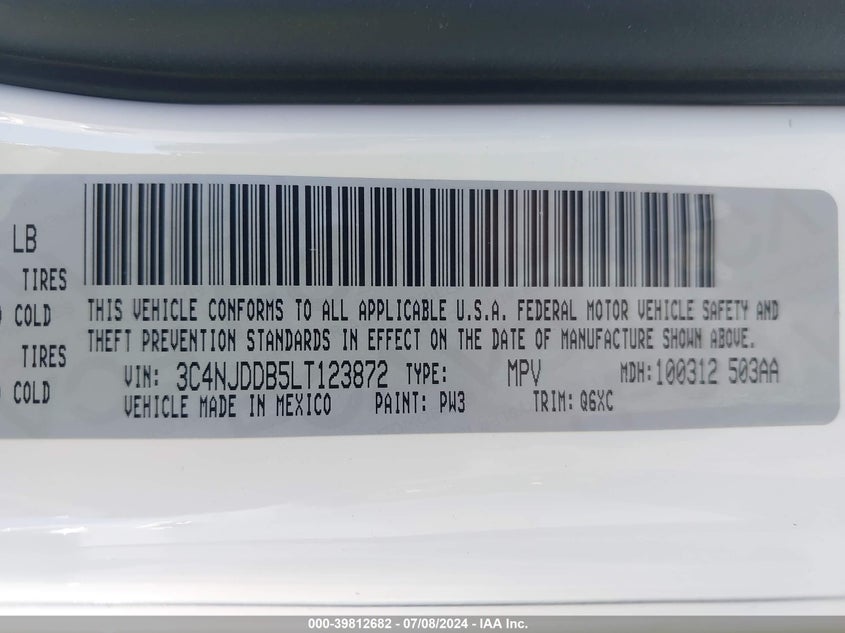 LB
TIRES
COLD
TIRES
COLD
THIS VEHICLE CONFORMS TO ALL APPLICABLE U.S.A. FEDERAL MOTOR VEHICLE SAFETY AND
THEFT PREVENTION STANDARDS IN EFFECT ON THE DATE OF MANUFACTURE SHOWN ABOVE.
VIN: 3C4NJDDB5LT123872 TYPE: MPV MDH:100312 503AA
VEHICLE MADE IN MEXICO PAINT: PW3 TRIM: Q6XC
000-39812682 - 07/08/2024 - IAA Inc.